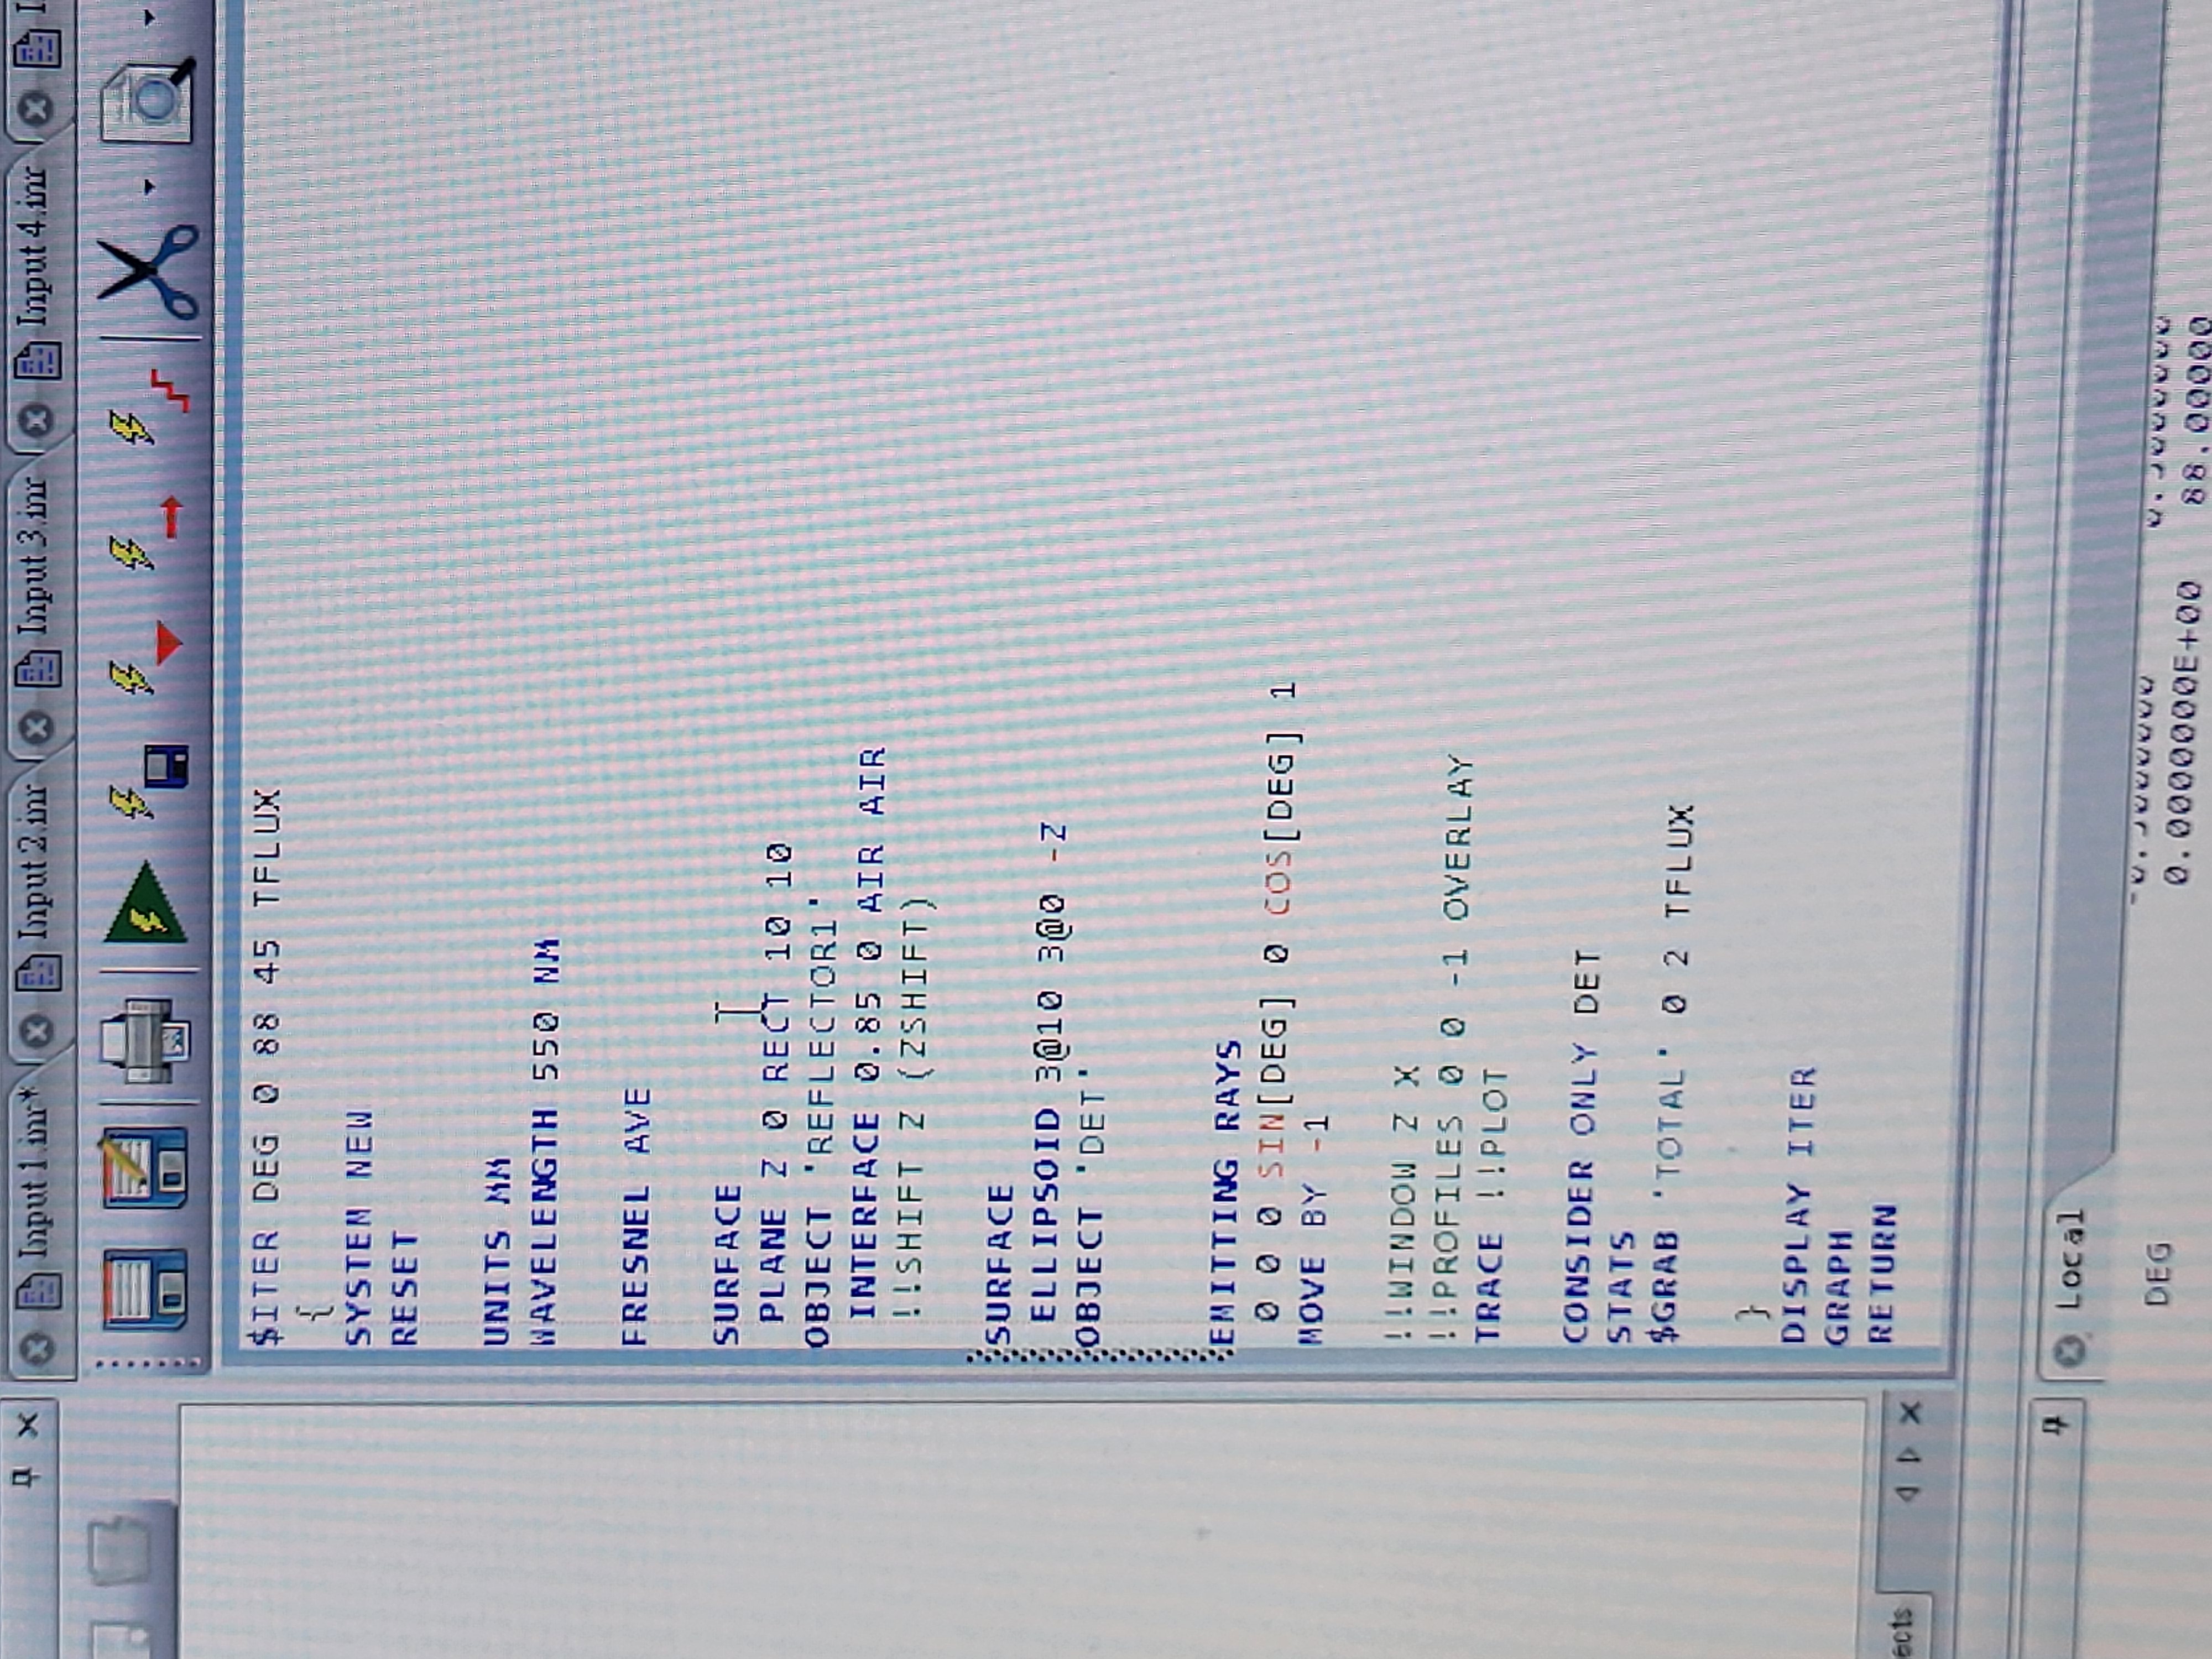 Input 1.inr* Input 2.inr Input 3.inr Input 4.inr
$ITER DEG 0 88 45 TFLUX
{
SYSTEM NEW
RESET
UNITS MM
WAVELENGTH 550 NM
FRESNEL AVE
SURFACE
PLANE Z 0 RECT 10 10
OBJECT 'REFLECTOR1'
INTERFACE 0.85 0 AIR AIR
!!SHIFT Z (ZSHIFT)
SURFACE
ELLIPSOID 3@10 3@0 -Z
OBJECT 'DET'
EMITTING RAYS
0 0 0 SIN[DEG] 0 COS[DEG] 1
MOVE BY -1
!!WINDOW Z X
!!PROFILES 0 0 -1 OVERLAY
TRACE !!PLOT
CONSIDER ONLY DET
STATS
$GRAB 'TOTAL' 0 2 TFLUX
}
DISPLAY ITER
GRAPH
RETURN
ects
Local
DEG 0.0000000E+00 88.00000